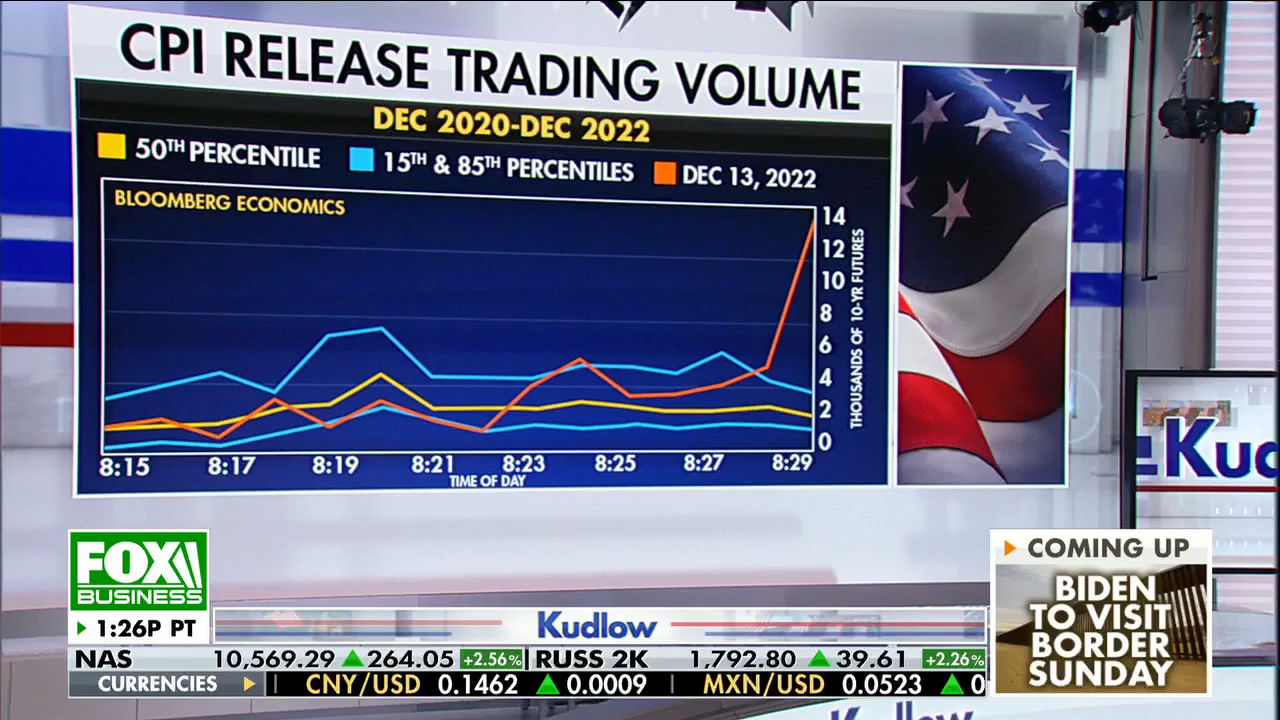 CPI RELEASE TRADING VOLUME
DEC 2020-DEC 2022
50TH PERCENTILE 15TH & 85TH PERCENTILES DEC 13, 2022
BLOOMBERG ECONOMICS
14
12
10
8
6
4
2
0
THOUSANDS OF 10-YR FUTURES
8:15 8:17 8:19 8:21 8:23 8:25 8:27 8:29
TIME OF DAY
Kud
FOX
BUSINESS
1:26P PT
Kudlow
COMING UP
BIDEN
TO VISIT
BORDER
SUNDAY
NAS 10,569.29 264.05 +2.56% RUSS 2K 1,792.80 39.61 +2.26%
CURRENCIES CNY/USD 0.1462 0.0009 MXN/USD 0.0523 0
Kudlow